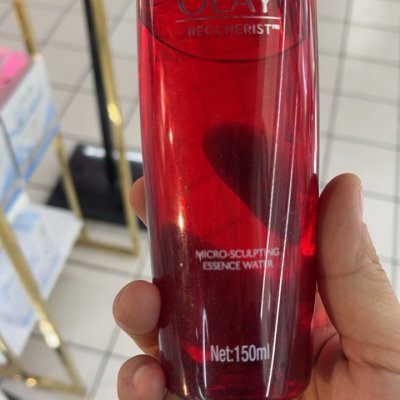 OLAY
REGENERIST™
MICRO-SCULPTING
ESSENCE WATER
Net:150ml